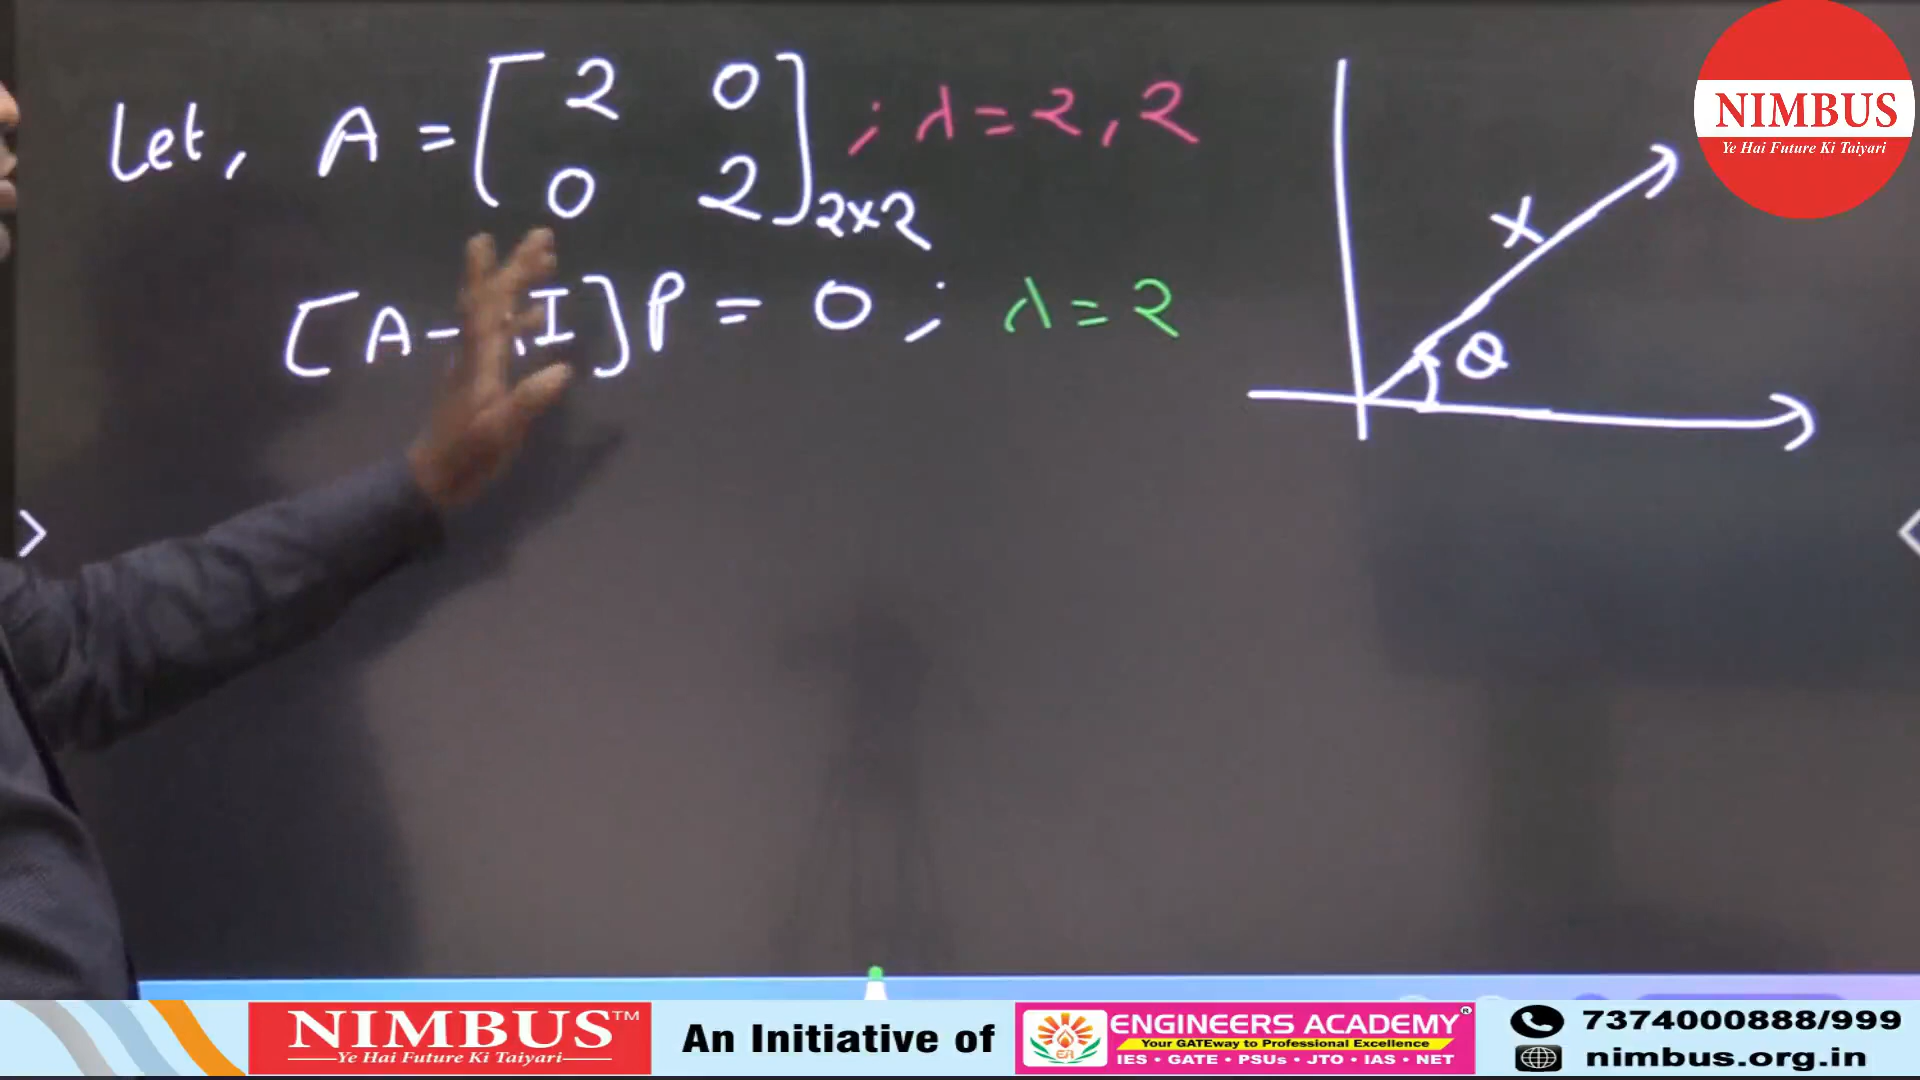 Let, A = [2 0
0 2]2×2 ; λ = 2, 2
[A - I] P = 0 ; λ = 2
X
θ
NIMBUS
Ye Hai Future Ki Taiyari
NIMBUS™
Ye Hai Future Ki Taiyari
An Initiative of
ENGINEERS ACADEMY®
Your GATEway to Professional Excellence
IES • GATE • PSUs • JTO • IAS • NET
7374000888/999
nimbus.org.in